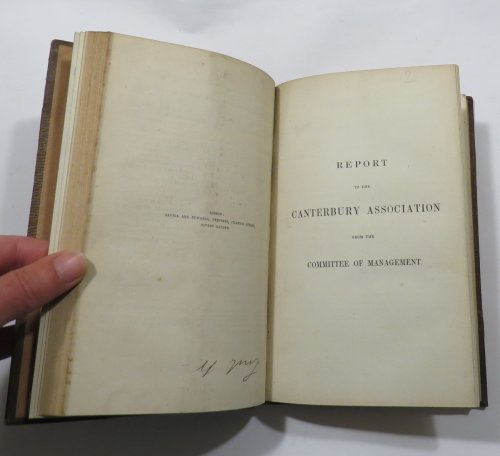 LONDON:
SAVILL AND EDWARDS, PRINTERS, CHANDOS STREET,
COVENT GARDEN.
2
REPORT
TO THE
CANTERBURY ASSOCIATION
FROM THE
COMMITTEE OF MANAGEMENT.